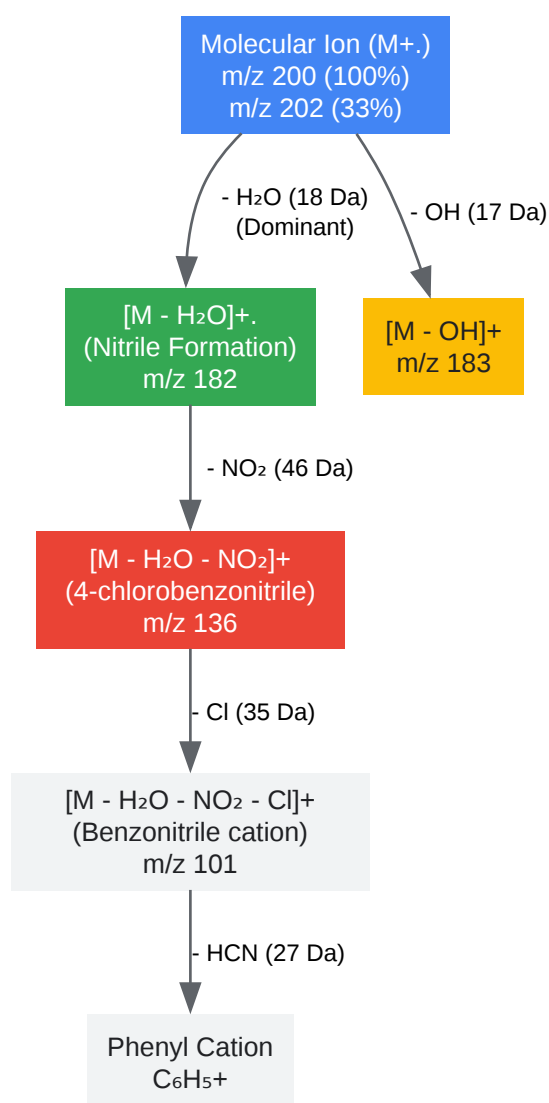 Molecular Ion (M+.)
m/z 200 (100%)
m/z 202 (33%)
- H₂O (18 Da)
(Dominant)
- OH (17 Da)
[M - H₂O]+.
(Nitrile Formation)
m/z 182
[M - OH]+
m/z 183
- NO₂ (46 Da)
[M - H₂O - NO₂]+
(4-chlorobenzonitrile)
m/z 136
- Cl (35 Da)
[M - H₂O - NO₂ - Cl]+
(Benzonitrile cation)
m/z 101
- HCN (27 Da)
Phenyl Cation
C₆H₅+